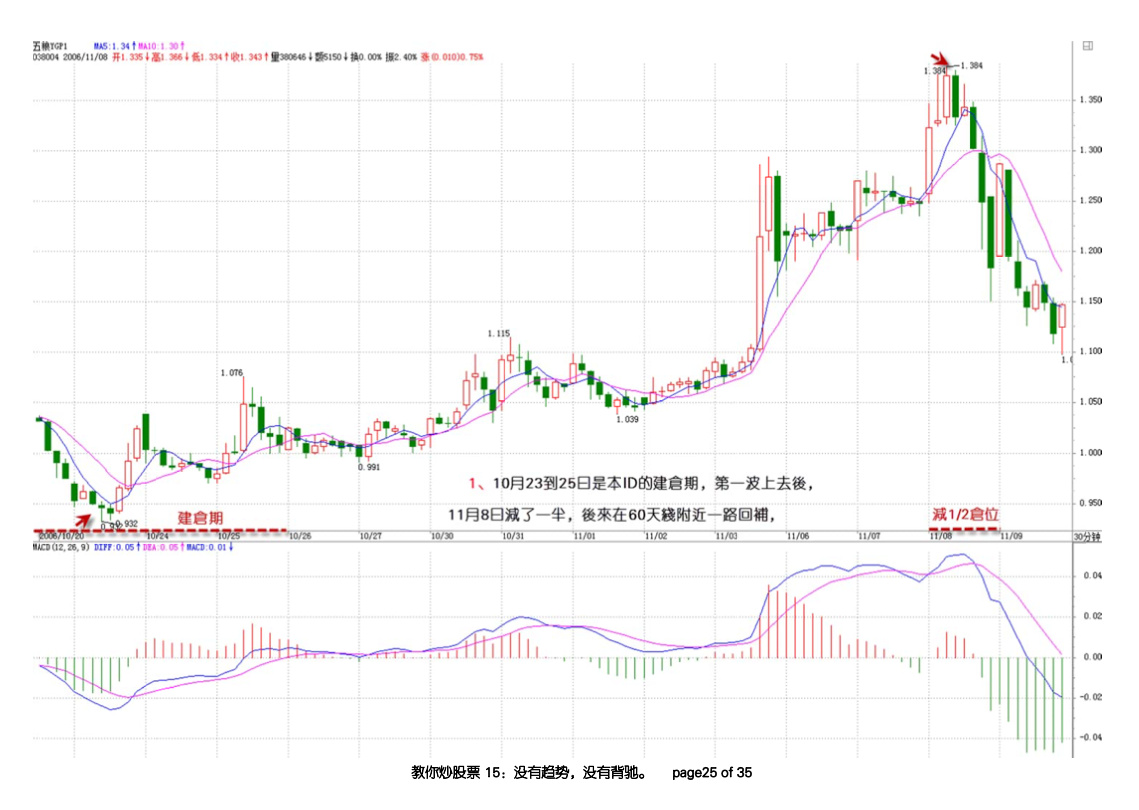 五粮YGP1 MA5:1.34↑ MA10:1.30↑
038004 2006/11/08 开1.335↓高1.366↓低1.334↑收1.343↑量380646↓额5150↓换0.00% 振2.40% 涨(0.010)0.75%
1.384
1.384
1.350
1.300
1.250
1.200
1.150
1.115
1.100
1.076
1.050
1.039
1.000
0.991
1、10月23到25日是本ID的建倉期，第一波上去後，
0.950
11月8日減了一半，後來在60天綫附近一路回補，
建倉期
減1/2倉位
0.932
2006/10/20 10/24 10/25 10/26 10/27 10/30 10/31 11/01 11/02 11/03 11/06 11/07 11/08 11/09 30分钟
MACD(12,26,9) DIFF:0.05↑ DEA:0.05↑ MACD:0.01↓
0.04
0.02
0.00
-0.02
-0.04
教你炒股票 15：没有趋势，没有背驰。 page25 of 35